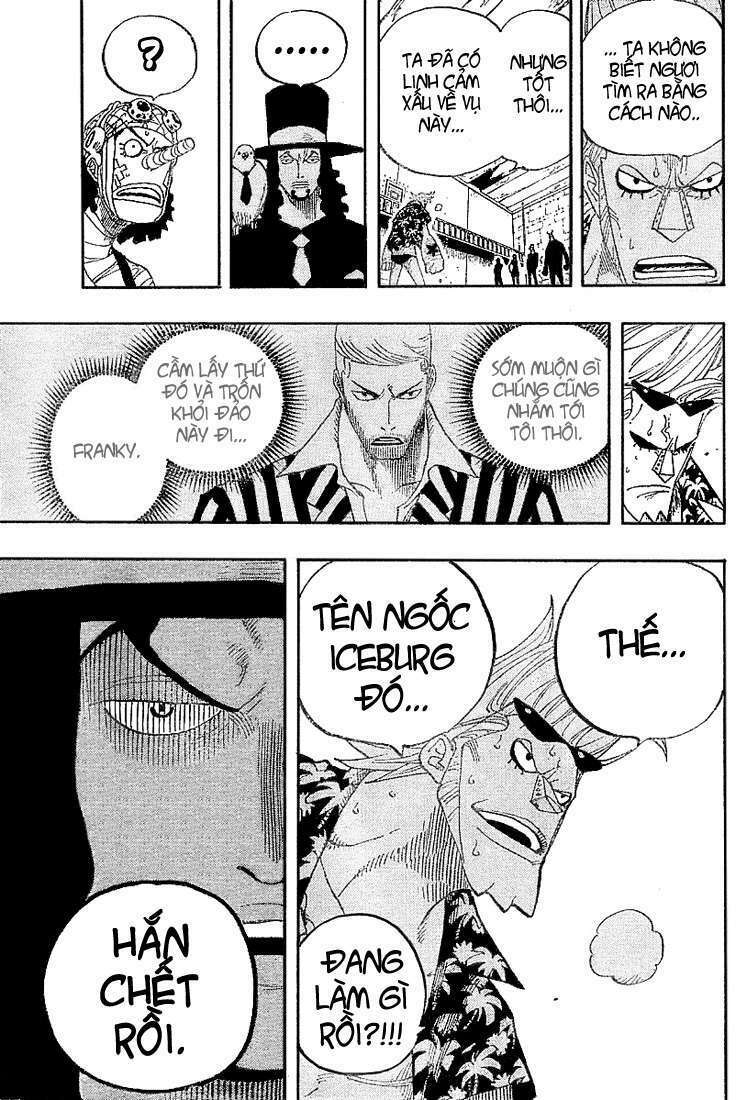 ... TA KHÔNG
BIẾT NGƯƠI
TÌM RA BẰNG
CÁCH NÀO..
NHƯNG
TỐT
THÔI.
TA ĐÃ CÓ
LINH CẢM
XẤU VỀ VỤ
NÀY...
.....
?
SỚM MUỘN GÌ
CHÚNG CŨNG
NHẮM TỚI
TÔI THÔI.
CẦM LẤY THỨ
ĐÓ VÀ TRỐN
KHỎI ĐẢO
NÀY ĐI...
FRANKY.
THẾ...
TÊN NGỐC
ICEBURG
ĐÓ...
ĐANG
LÀM GÌ
RỒI?!!!
HẮN
CHẾT
RỒI.